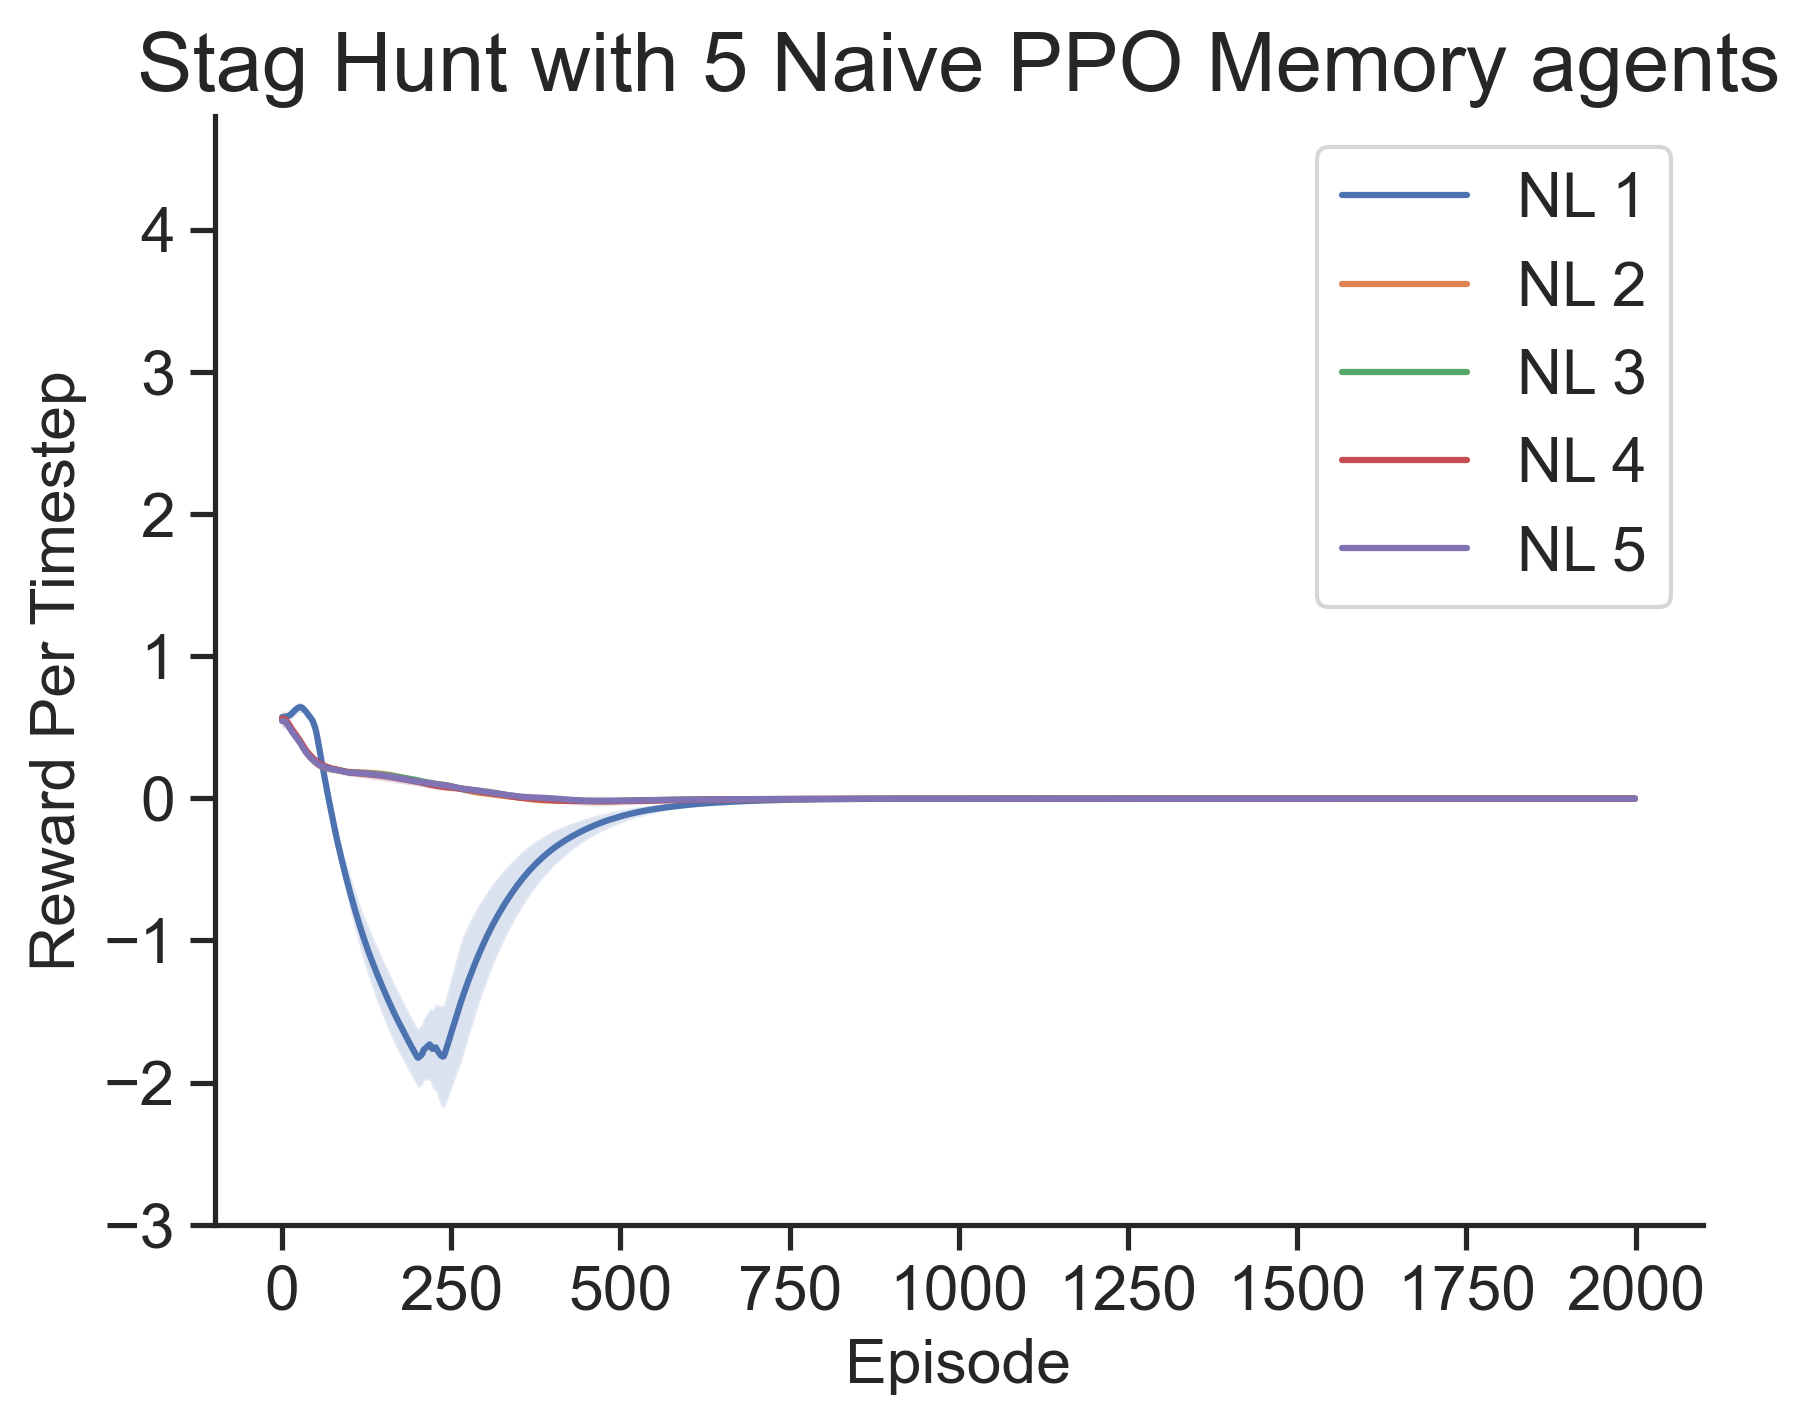 Stag Hunt with 5 Naive PPO Memory agents
NL 1
NL 2
NL 3
NL 4
NL 5
Reward Per Timestep
4
3
2
1
0
−1
−2
−3
0 250 500 750 1000 1250 1500 1750 2000
Episode